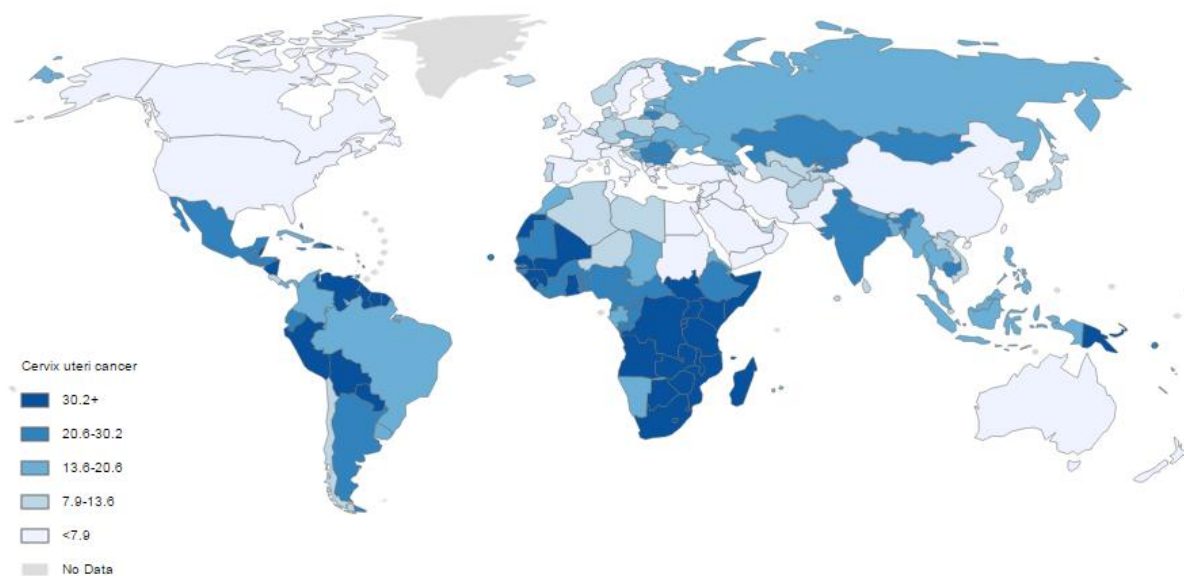 Cervix uteri cancer
30.2+
20.6-30.2
13.6-20.6
7.9-13.6
<7.9
No Data